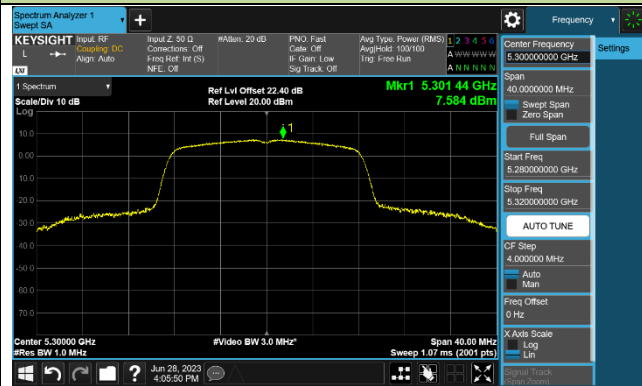 Spectrum Analyzer 1
Swept SA
Frequency
KEYSIGHT
L
LXI
Input: RF
Coupling: DC
Align: Auto
Input Z: 50 Ω
Corrections: Off
Freq Ref: Int (S)
NFE: Off
#Atten: 20 dB
PNO: Fast
Gate: Off
IF Gain: Low
Sig Track: Off
Avg Type: Power (RMS)
Avg|Hold: 100/100
Trig: Free Run
1 2 3 4 5 6
A W W W W W
A N N N N N
1 Spectrum
Scale/Div 10 dB
Log
Ref Lvl Offset 22.40 dB
Ref Level 20.00 dBm
Mkr1 5.301 44 GHz
7.584 dBm
1
10.0
0.00
-10.0
-20.0
-30.0
-40.0
-50.0
-60.0
-70.0
Center 5.30000 GHz
#Res BW 1.0 MHz
#Video BW 3.0 MHz*
Span 40.00 MHz
Sweep 1.07 ms (2001 pts)
Center Frequency
5.300000000 GHz
Settings
Span
40.0000000 MHz
Swept Span
Zero Span
Full Span
Start Freq
5.280000000 GHz
Stop Freq
5.320000000 GHz
AUTO TUNE
CF Step
4.000000 MHz
Auto
Man
Freq Offset
0 Hz
X Axis Scale
Log
Lin
Signal Track
(Span Zoom)
?
Jun 28, 2023
4:05:50 PM